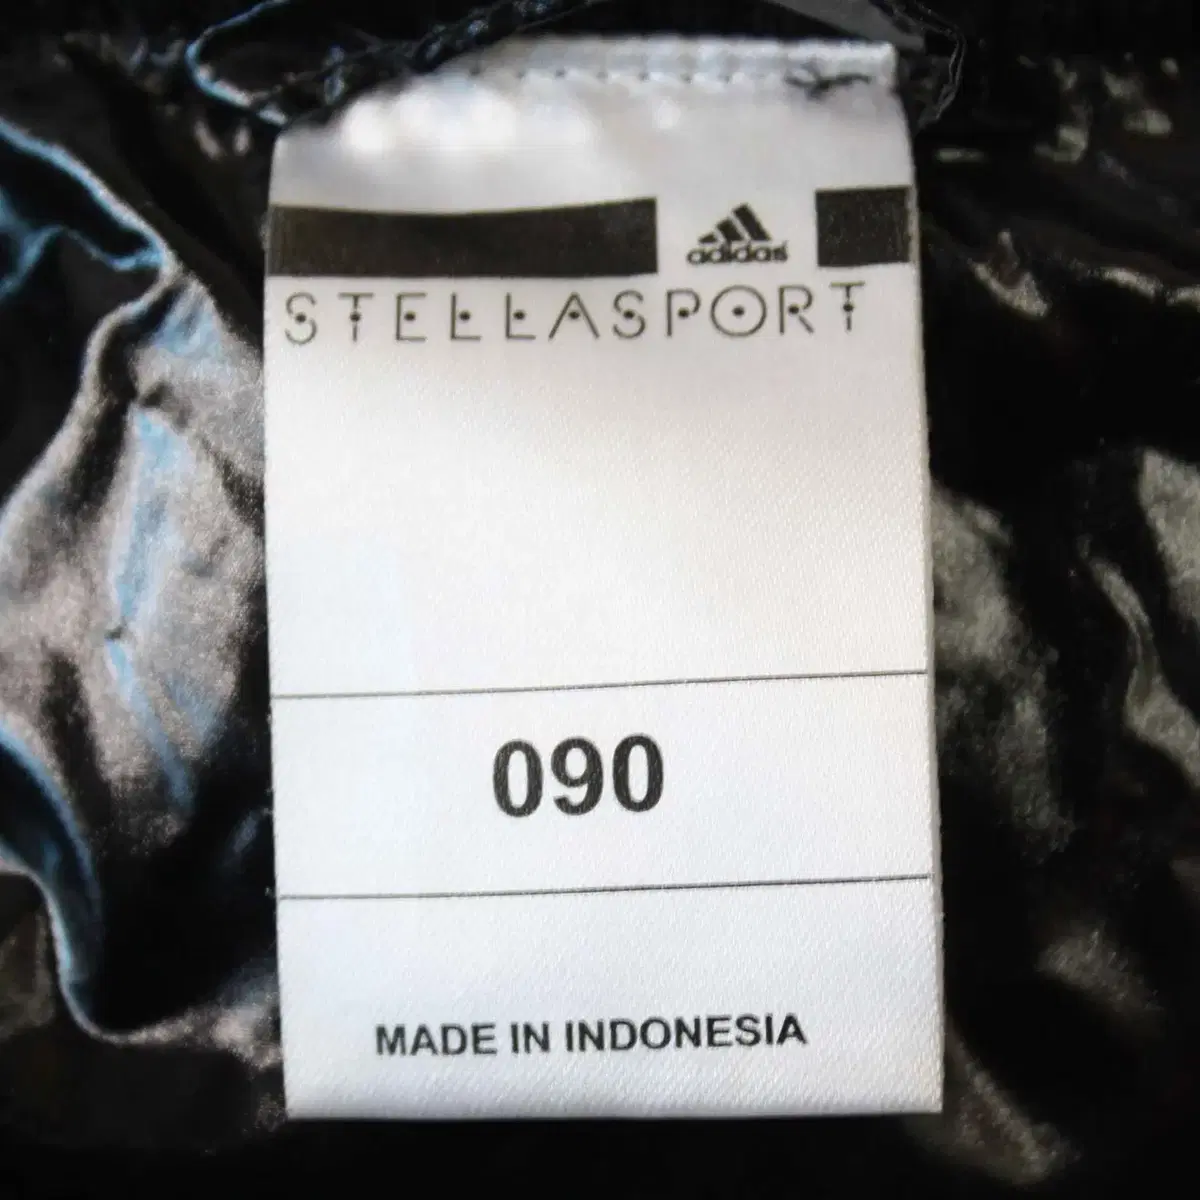 adidas
STELLASPORT
090
MADE IN INDONESIA